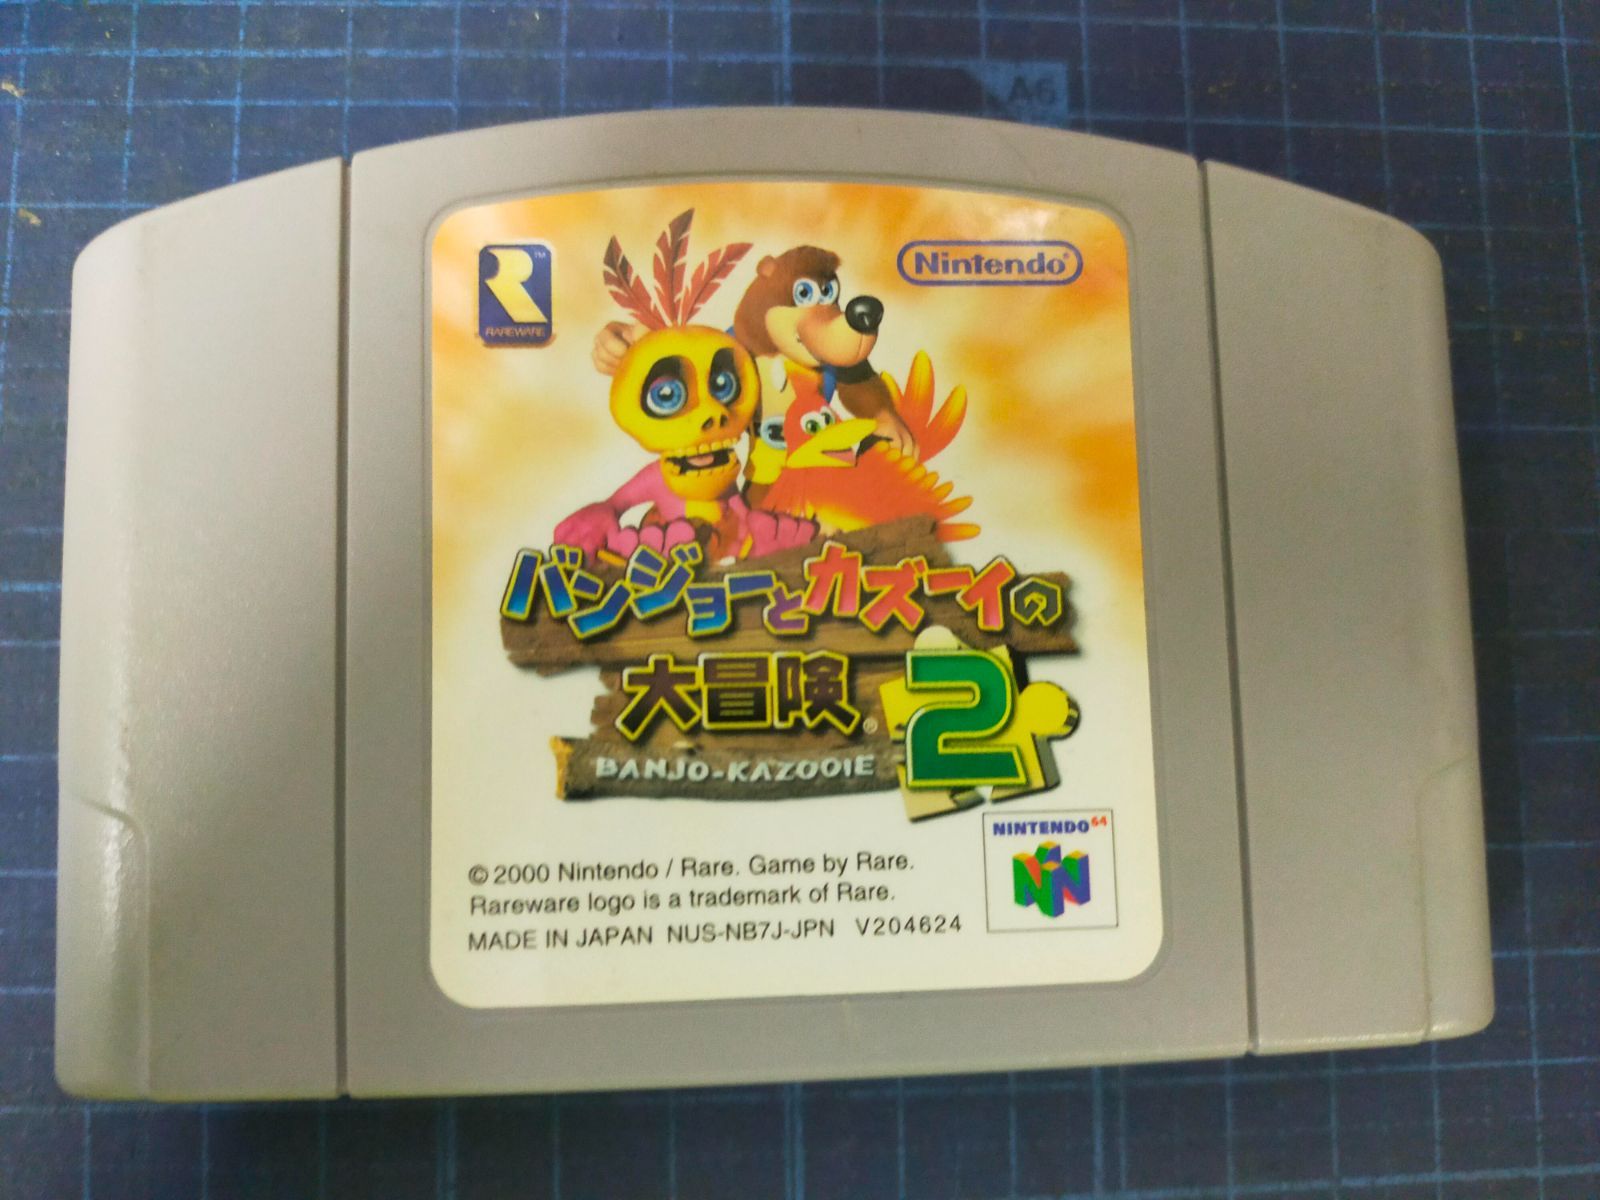 A6
RAREWARE™
Nintendo®
バンジョーとカズーイの
大冒険®2
BANJO-KAZOOIE
NINTENDO64
© 2000 Nintendo / Rare. Game by Rare.
Rareware logo is a trademark of Rare.
MADE IN JAPAN NUS-NB7J-JPN V204624